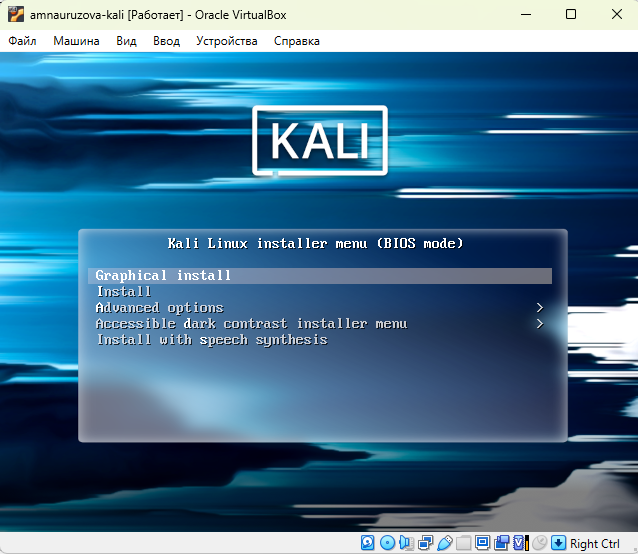 amnauruzova-kali [Работает] - Oracle VirtualBox
Файл Машина Вид Ввод Устройства Справка
KALI
Kali Linux installer menu (BIOS mode)
Graphical install
Install
Advanced options >
Accessible dark contrast installer menu >
Install with speech synthesis
Right Ctrl